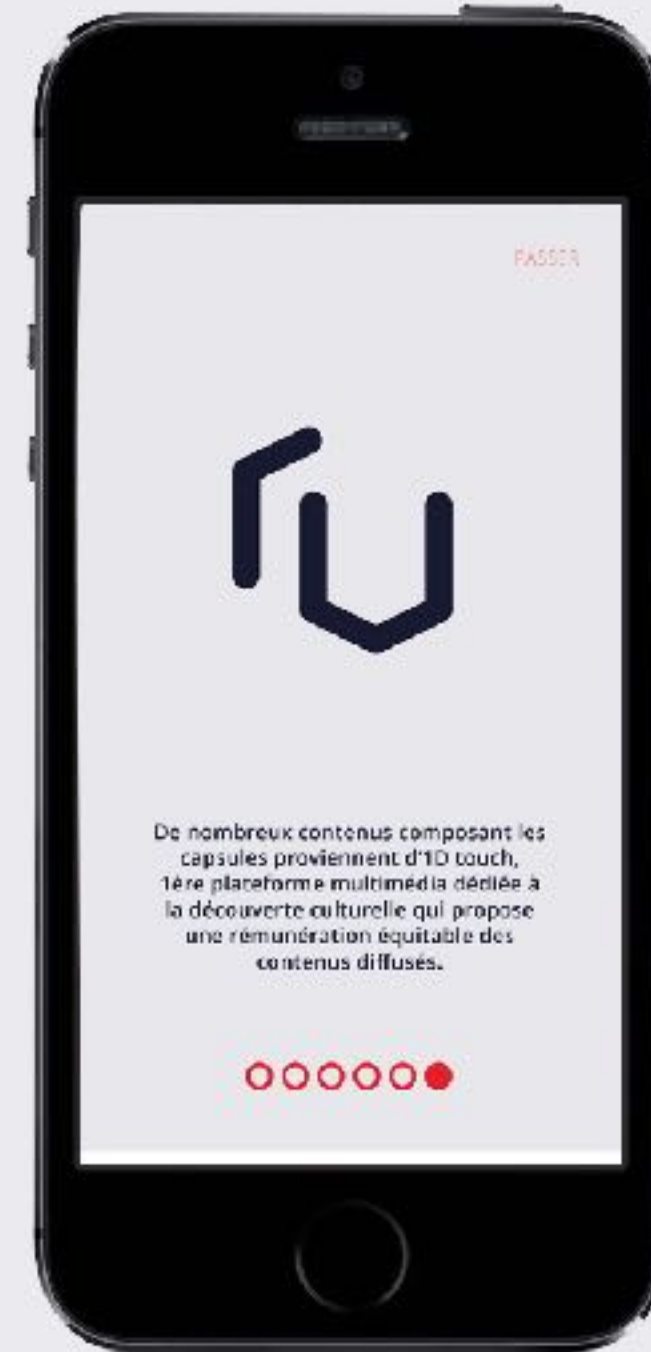 PASSER
De nombreux contenus composant les
capsules proviennent d'1D touch,
1ère plateforme multimédia dédiée à
la découverte culturelle qui propose
une rémunération équitable des
contenus diffusés.